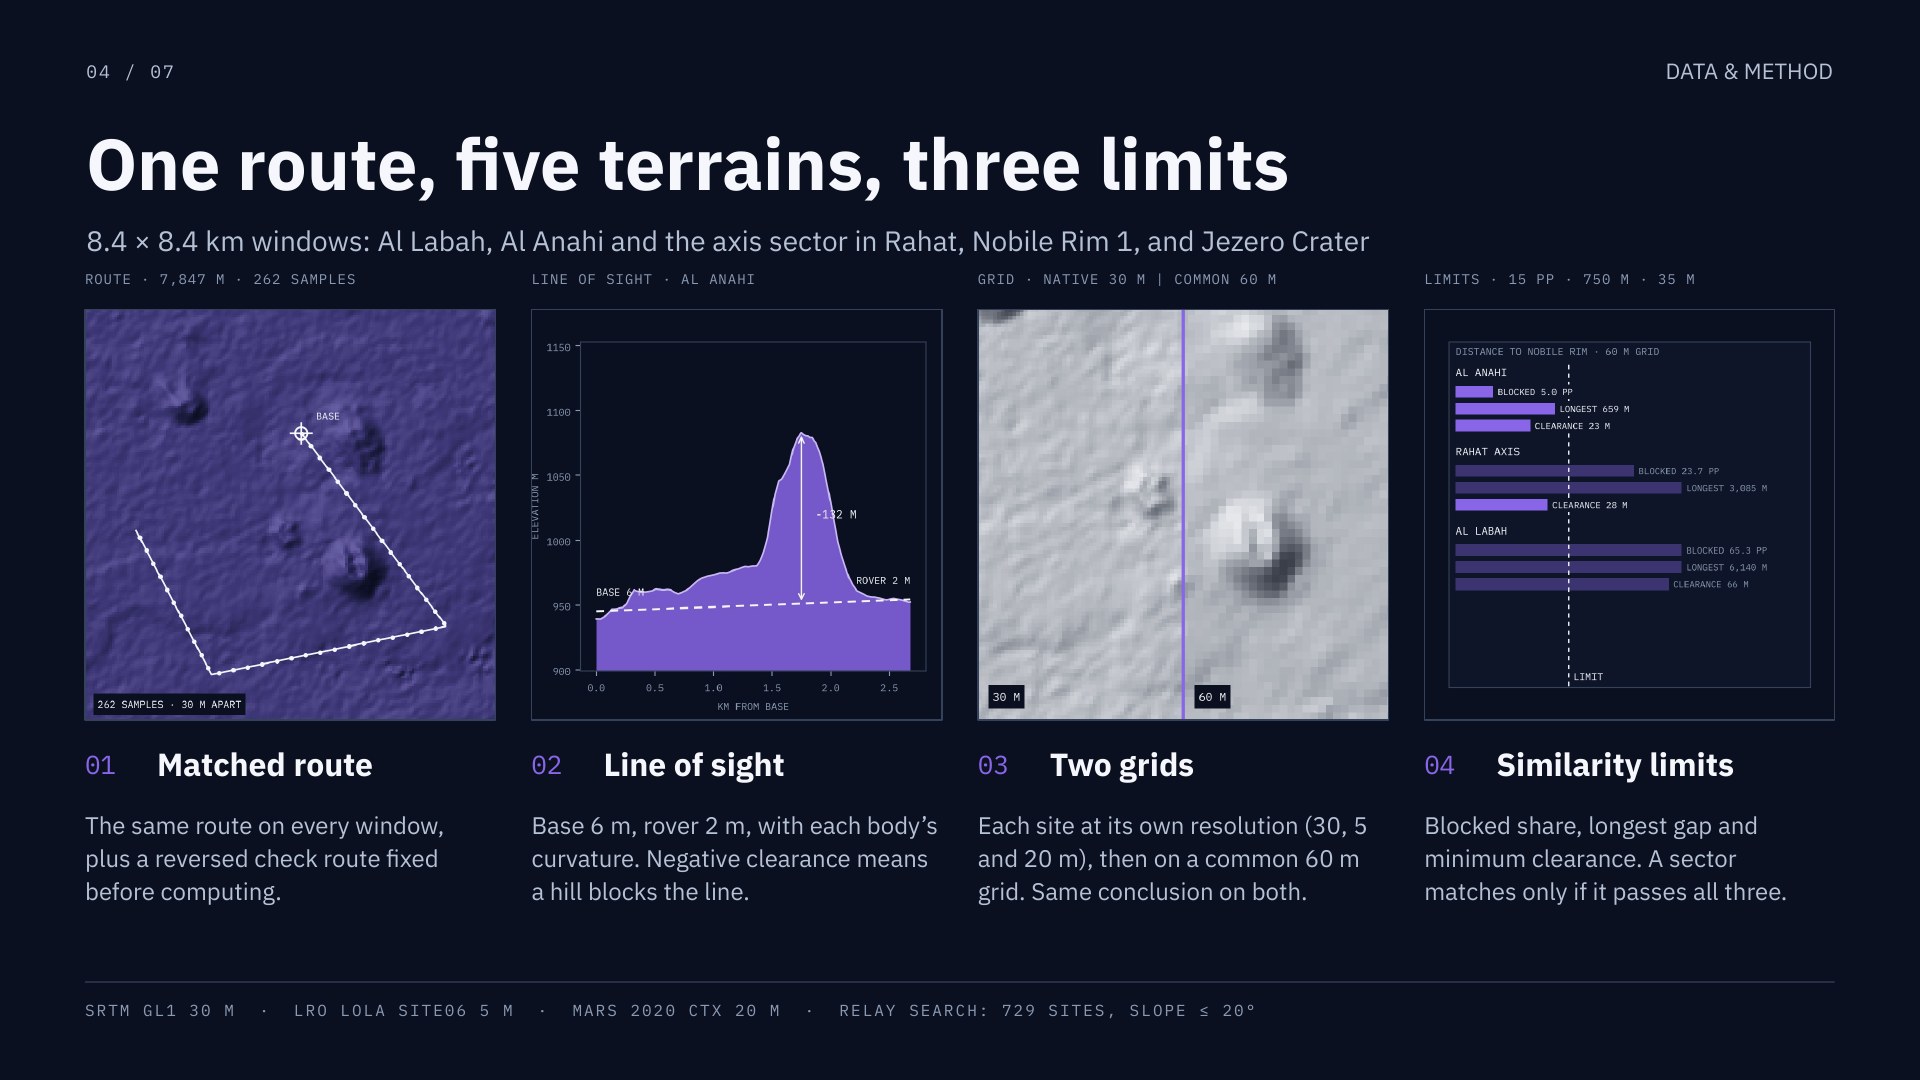 04 / 07
DATA & METHOD
One route, five terrains, three limits
8.4 × 8.4 km windows: Al Labah, Al Anahi and the axis sector in Rahat, Nobile Rim 1, and Jezero Crater
ROUTE · 7,847 M · 262 SAMPLES
BASE
262 SAMPLES · 30 M APART
LINE OF SIGHT · AL ANAHI
1150
1100
1050
1000
950
900
ELEVATION M
-132 M
BASE 6 M
ROVER 2 M
0.0 0.5 1.0 1.5 2.0 2.5
KM FROM BASE
GRID · NATIVE 30 M | COMMON 60 M
30 M
60 M
LIMITS · 15 PP · 750 M · 35 M
DISTANCE TO NOBILE RIM · 60 M GRID
AL ANAHI
BLOCKED 5.0 PP
LONGEST 659 M
CLEARANCE 23 M
RAHAT AXIS
BLOCKED 23.7 PP
LONGEST 3,085 M
CLEARANCE 28 M
AL LABAH
BLOCKED 65.3 PP
LONGEST 6,140 M
CLEARANCE 66 M
LIMIT
01 Matched route
The same route on every window,
plus a reversed check route fixed
before computing.
02 Line of sight
Base 6 m, rover 2 m, with each body’s
curvature. Negative clearance means
a hill blocks the line.
03 Two grids
Each site at its own resolution (30, 5
and 20 m), then on a common 60 m
grid. Same conclusion on both.
04 Similarity limits
Blocked share, longest gap and
minimum clearance. A sector
matches only if it passes all three.
SRTM GL1 30 M · LRO LOLA SITE06 5 M · MARS 2020 CTX 20 M · RELAY SEARCH: 729 SITES, SLOPE ≤ 20°